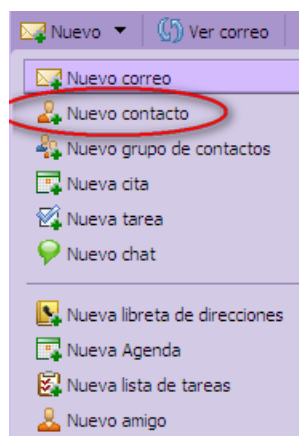 Nuevo Ver correo
Nuevo correo
Nuevo contacto
Nuevo grupo de contactos
Nueva cita
Nueva tarea
Nuevo chat
Nueva libreta de direcciones
Nueva Agenda
Nueva lista de tareas
Nuevo amigo